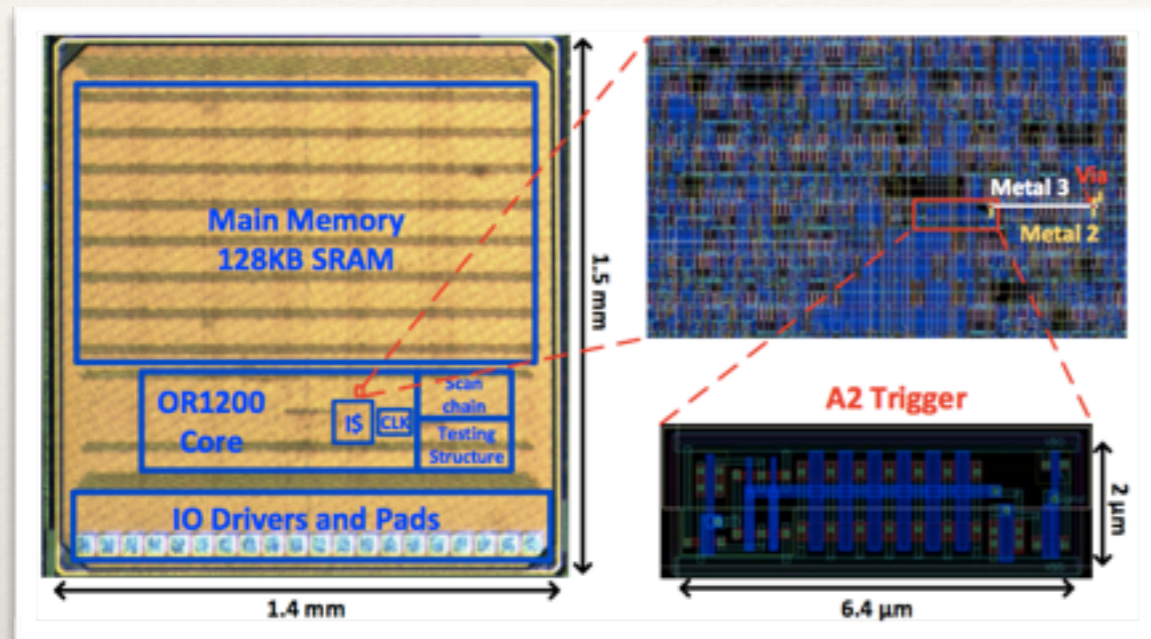 Main Memory
128KB SRAM
OR1200
Core
I$
CLK
Scan
chain
Testing
Structure
IO Drivers and Pads
1.5 mm
1.4 mm
Metal 3
Via
Metal 2
A2 Trigger
2 µm
6.4 µm